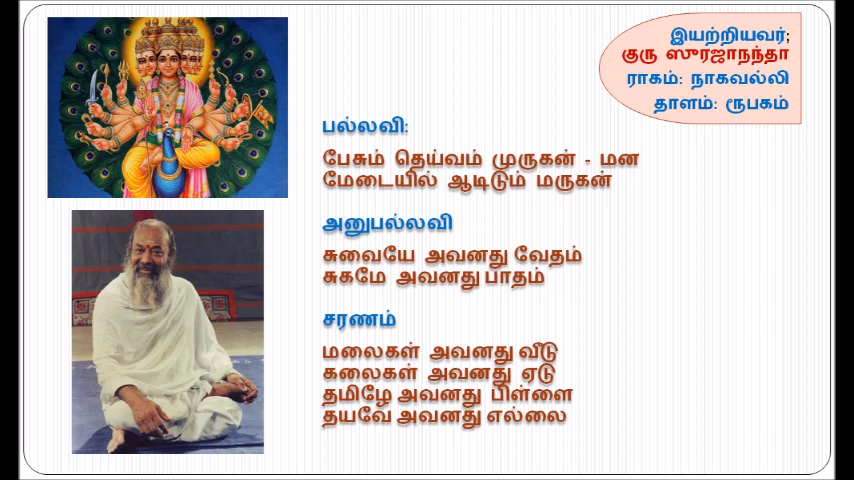 இயற்றியவர்;
குரு ஸுரஜாநந்தா
ராகம்: நாகவல்லி
தாளம்: ரூபகம்
பல்லவி:
பேசும் தெய்வம் முருகன் - மன
மேடையில் ஆடிடும் மருகன்
அனுபல்லவி
சுவையே அவனது வேதம்
சுகமே அவனது பாதம்
சரணம்
மலைகள் அவனது வீடு
கலைகள் அவனது ஏடு
தமிழே அவனது பிள்ளை
தயவே அவனது எல்லை